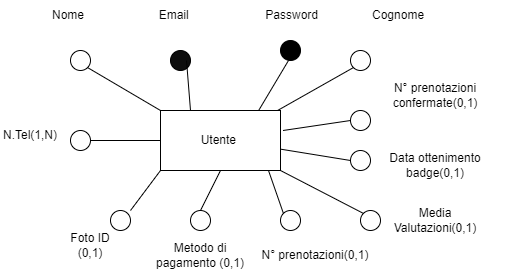 Nome
Email
Password
Cognome
N° prenotazioni
confermate(0,1)
N.Tel(1,N)
Utente
Data ottenimento
badge(0,1)
Media
Valutazioni(0,1)
Foto ID
(0,1)
Metodo di
pagamento (0,1)
N° prenotazioni(0,1)